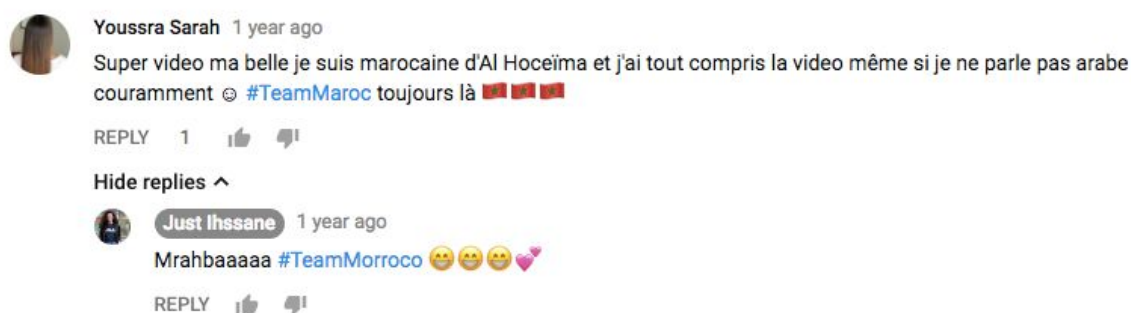 Youssra Sarah 1 year ago
Super video ma belle je suis marocaine d'Al Hoceïma et j'ai tout compris la video même si je ne parle pas arabe
couramment ☺ #TeamMaroc toujours là 🇲🇦 🇲🇦 🇲🇦
REPLY 1
Hide replies
Just Ihssane 1 year ago
Mrahbaaaaa #TeamMorroco 😁😁😁💕
REPLY